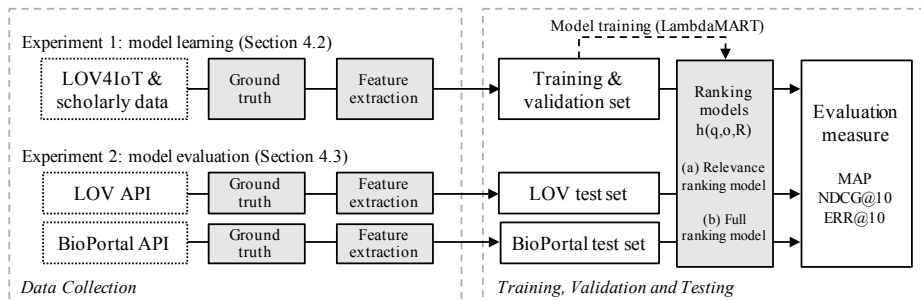 Model training (LambdaMART)
Experiment 1: model learning (Section 4.2)
LOV4IoT &
scholarly data
Ground
truth
Feature
extraction
Training &
validation set
Ranking
models
h(q,o,R)
(a) Relevance
ranking model
(b) Full
ranking model
Evaluation
measure
MAP
NDCG@10
ERR@10
Experiment 2: model evaluation (Section 4.3)
LOV API
Ground
truth
Feature
extraction
LOV test set
BioPortal API
Ground
truth
Feature
extraction
BioPortal test set
Data Collection
Training, Validation and Testing